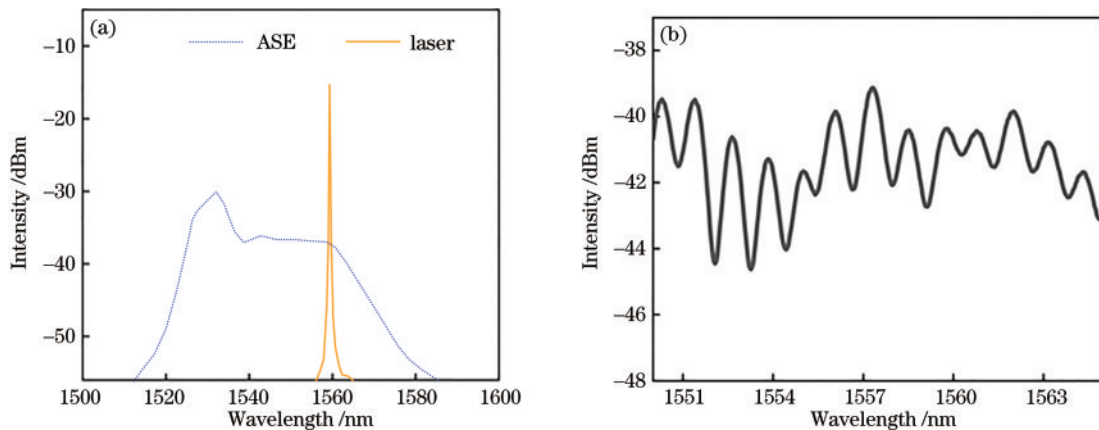 (a)
ASE
laser
−10
−20
−30
−40
−50
Intensity /dBm
1500
1520
1540
1560
1580
1600
Wavelength /nm
(b)
−38
−40
−42
−44
−46
−48
Intensity /dBm
1551
1554
1557
1560
1563
Wavelength /nm